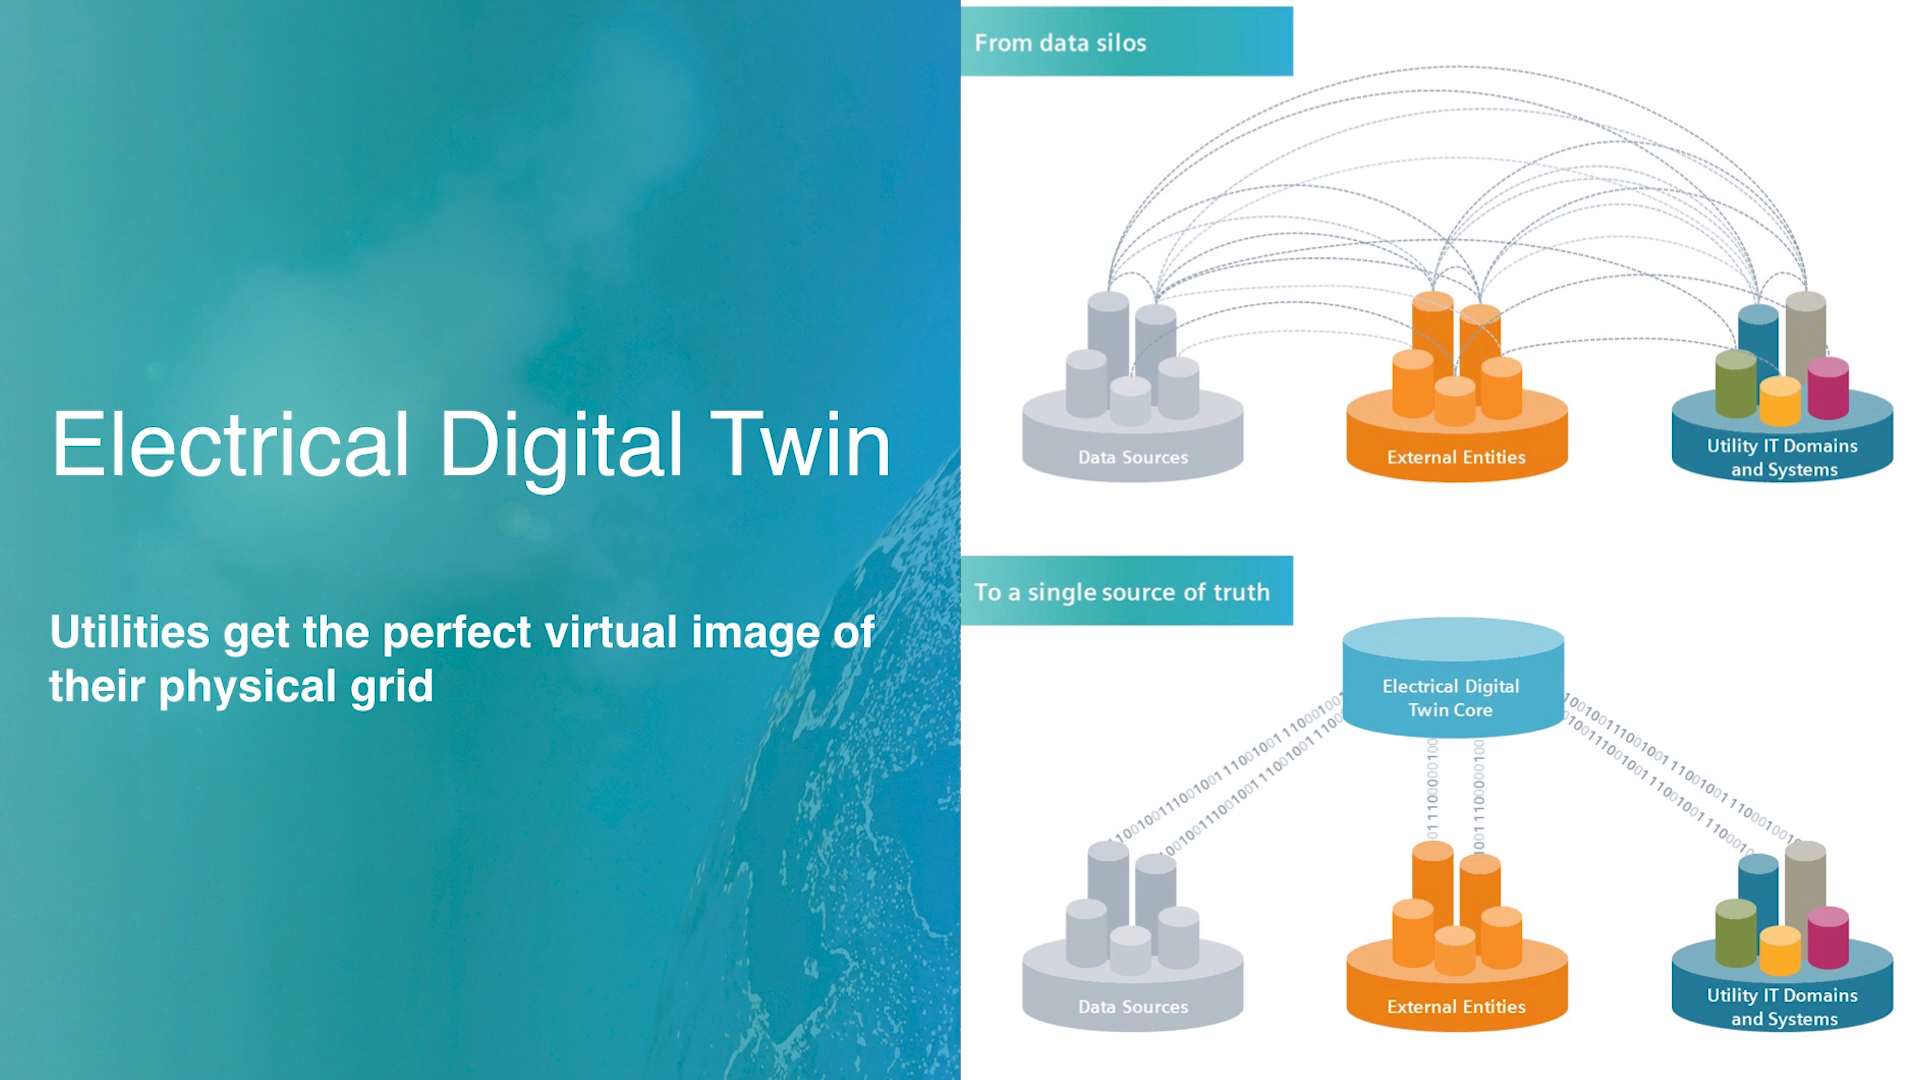 Electrical Digital Twin
Utilities get the perfect virtual image of
their physical grid
From data silos
Data Sources
External Entities
Utility IT Domains
and Systems
To a single source of truth
Electrical Digital
Twin Core
Data Sources
External Entities
Utility IT Domains
and Systems